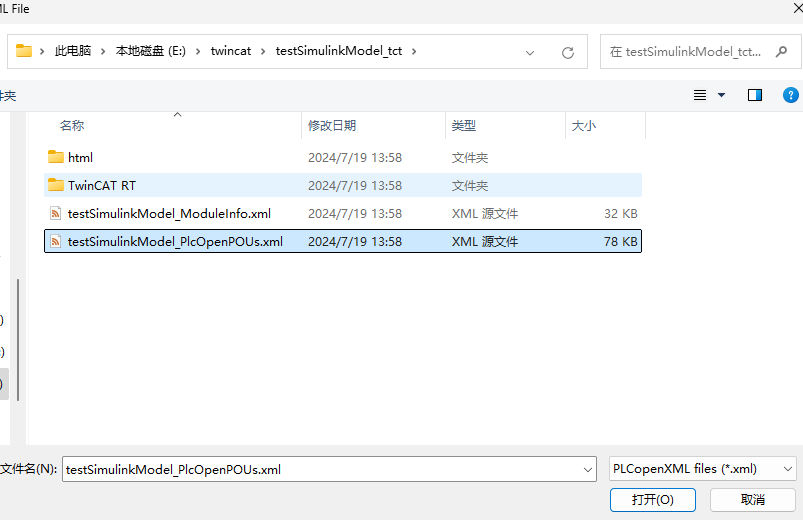 ML File
此电脑 › 本地磁盘 (E:) › twincat › testSimulinkModel_tct ›
在 testSimulinkModel_tct...
件夹
名称 修改日期 类型 大小
html 2024/7/19 13:58 文件夹
TwinCAT RT 2024/7/19 13:58 文件夹
testSimulinkModel_ModuleInfo.xml 2024/7/19 13:58 XML 源文件 32 KB
testSimulinkModel_PlcOpenPOUs.xml 2024/7/19 13:58 XML 源文件 78 KB
文件名(N): testSimulinkModel_PlcOpenPOUs.xml PLCopenXML files (*.xml)
打开(O) 取消